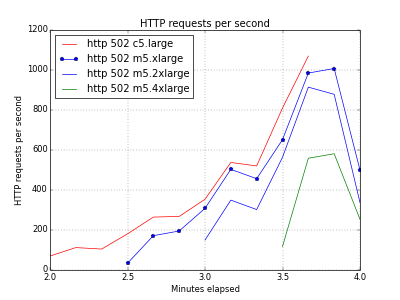 HTTP requests per second
1200
1000
800
600
400
200
0
HTTP requests per second
http 502 c5.large
http 502 m5.xlarge
http 502 m5.2xlarge
http 502 m5.4xlarge
2.0 2.5 3.0 3.5 4.0
Minutes elapsed